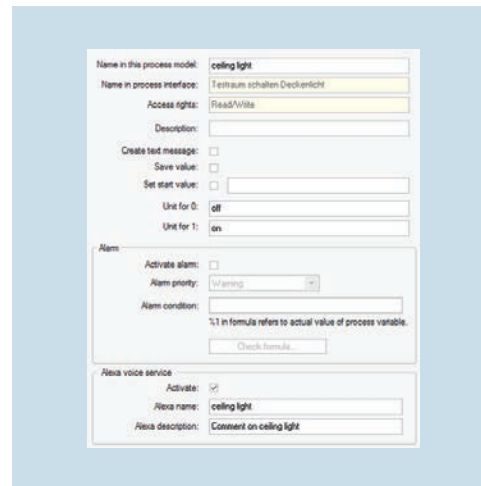 Name in this process model: ceiling light
Name in process interface: Testraum schalten Deckenlicht
Access rights: Read/Write
Description:
Create text message:
Save value:
Set start value:
Unit for 0: off
Unit for 1: on
Alarm
Activate alarm:
Alarm priority: Warning
Alarm condition:
%1 in formula refers to actual value of process variable.
Check formula...
Alexa voice service
Activate:
Alexa name: ceiling light
Alexa description: Comment on ceiling light